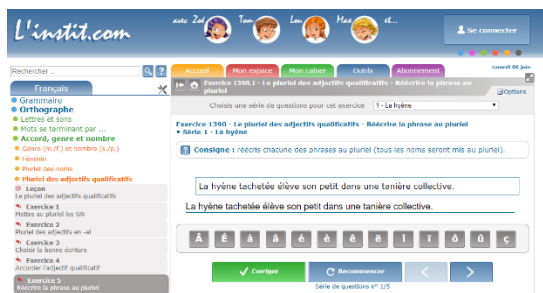 L'instit.com
avec Zoé Tom Lou Max et...
Se connecter
Rechercher...
?
Accueil
Mon espace
Mon cahier
Outils
Abonnement
samedi 06 juin
Français
Exercice 1390.1 - Le pluriel des adjectifs qualificatifs - Réécrire la phrase au pluriel
Options
Choisis une série de questions pour cet exercice
1 - La hyène
Grammaire
Orthographe
Lettres et sons
Mots se terminant par ...
Accord, genre et nombre
Genre (m./f.) et nombre (s./p.)
Féminin
Pluriel des noms
Pluriel des adjectifs qualificatifs
Leçon
Le pluriel des adjectifs qualificatifs
Exercice 1
Mettre au pluriel les GN
Exercice 2
Pluriel des adjectifs en -al
Exercice 3
Choisir la bonne écriture
Exercice 4
Accorder l'adjectif qualificatif
Exercice 5
Réécrire la phrase au pluriel
Exercice 1390 - Le pluriel des adjectifs qualificatifs - Réécrire la phrase au pluriel
Série 1 - La hyène
? Consigne : réécris chacune des phrases au pluriel (tous les noms seront mis au pluriel).
La hyène tachetée élève son petit dans une tanière collective.
La hyène tachetée élève son petit dans une tanière collective.
À É à â é è ê ë î ï ô û ç
Corriger
Recommencer
< >
Série de questions n° 1/5